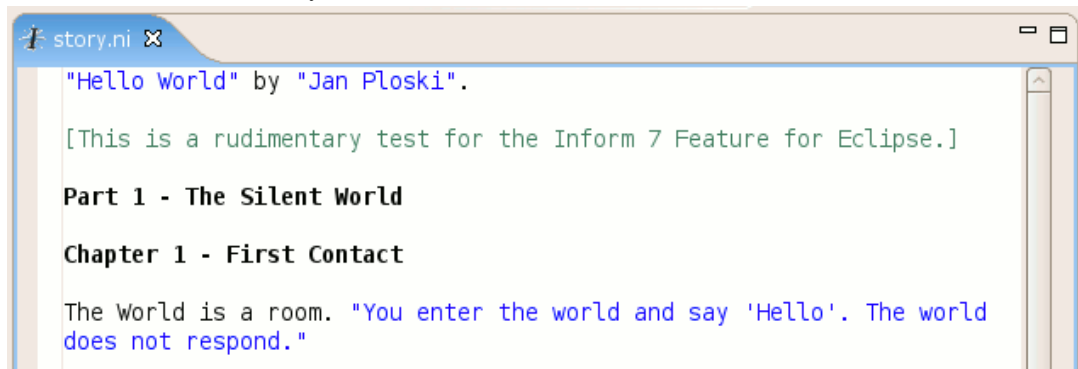 story.ni
"Hello World" by "Jan Ploski".
[This is a rudimentary test for the Inform 7 Feature for Eclipse.]
Part 1 - The Silent World
Chapter 1 - First Contact
The World is a room. "You enter the world and say 'Hello'. The world
does not respond."